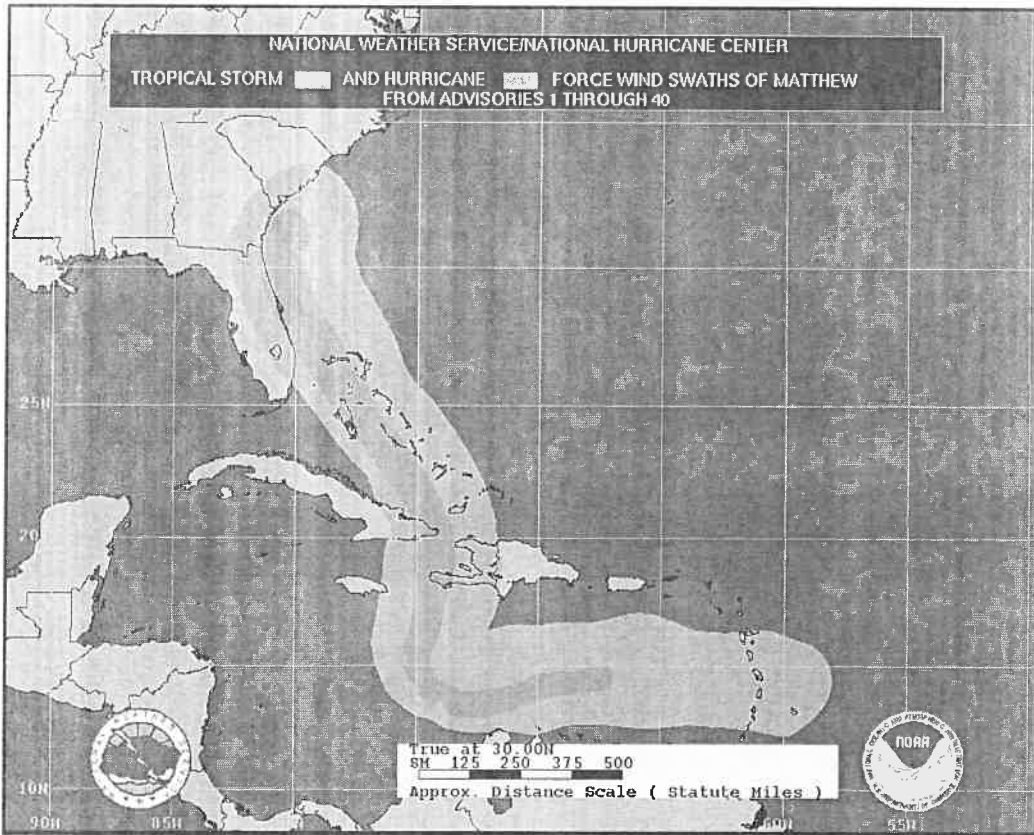 NATIONAL WEATHER SERVICE/NATIONAL HURRICANE CENTER
TROPICAL STORM AND HURRICANE FORCE WIND SWATHS OF MATTHEW
FROM ADVISORIES 1 THROUGH 40
25N
20
10N
90W 85W 60W 55W
True at 30.00N
SM 125 250 375 500
Approx. Distance Scale ( Statute Miles )
NOAA